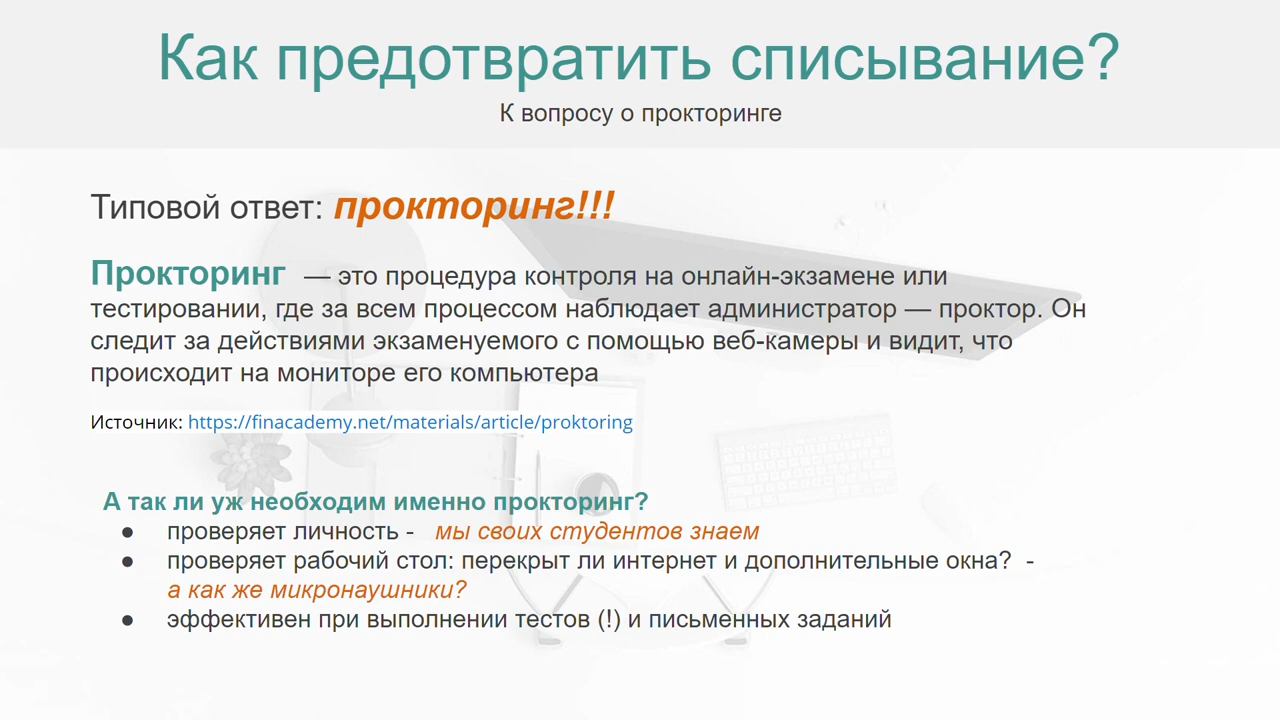 Как предотвратить списывание?
К вопросу о прокторинге
Типовой ответ: прокторинг!!!
Прокторинг — это процедура контроля на онлайн-экзамене или
тестировании, где за всем процессом наблюдает администратор — проктор. Он
следит за действиями экзаменуемого с помощью веб-камеры и видит, что
происходит на мониторе его компьютера
Источник: https://finacademy.net/materials/article/proktoring
А так ли уж необходим именно прокторинг?
● проверяет личность - мы своих студентов знаем
● проверяет рабочий стол: перекрыт ли интернет и дополнительные окна? -
а как же микронаушники?
● эффективен при выполнении тестов (!) и письменных заданий